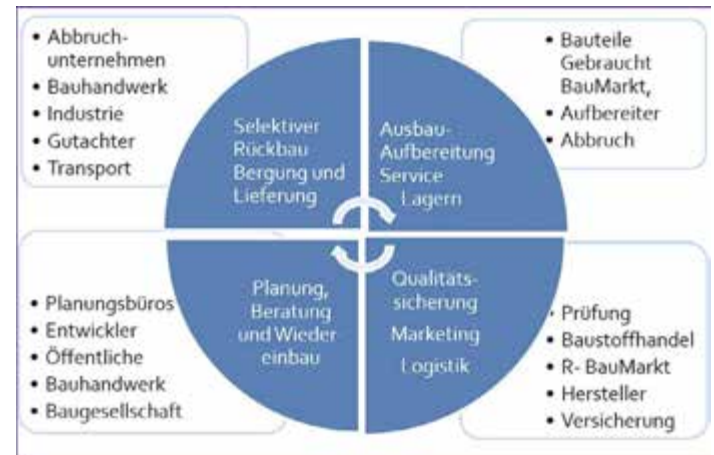 • Abbruch-
unternehmen
• Bauhandwerk
• Industrie
• Gutachter
• Transport
Selektiver
Rückbau
Bergung und
Lieferung
Ausbau-
Aufbereitung
Service
Lagern
• Bauteile
Gebraucht
BauMarkt,
• Aufbereiter
• Abbruch
• Planungsbüros
• Entwickler
• Öffentliche
• Bauhandwerk
• Baugesellschaft
Planung,
Beratung
und Wieder
einbau
Qualitäts-
sicherung
Marketing
Logistik
• Prüfung
• Baustoffhandel
• R- BauMarkt
• Hersteller
• Versicherung